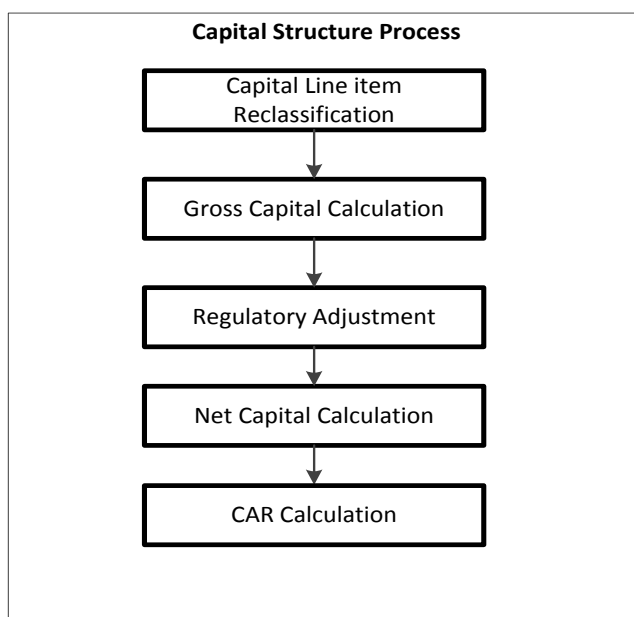 Capital Structure Process
Capital Line item
Reclassification
Gross Capital Calculation
Regulatory Adjustment
Net Capital Calculation
CAR Calculation